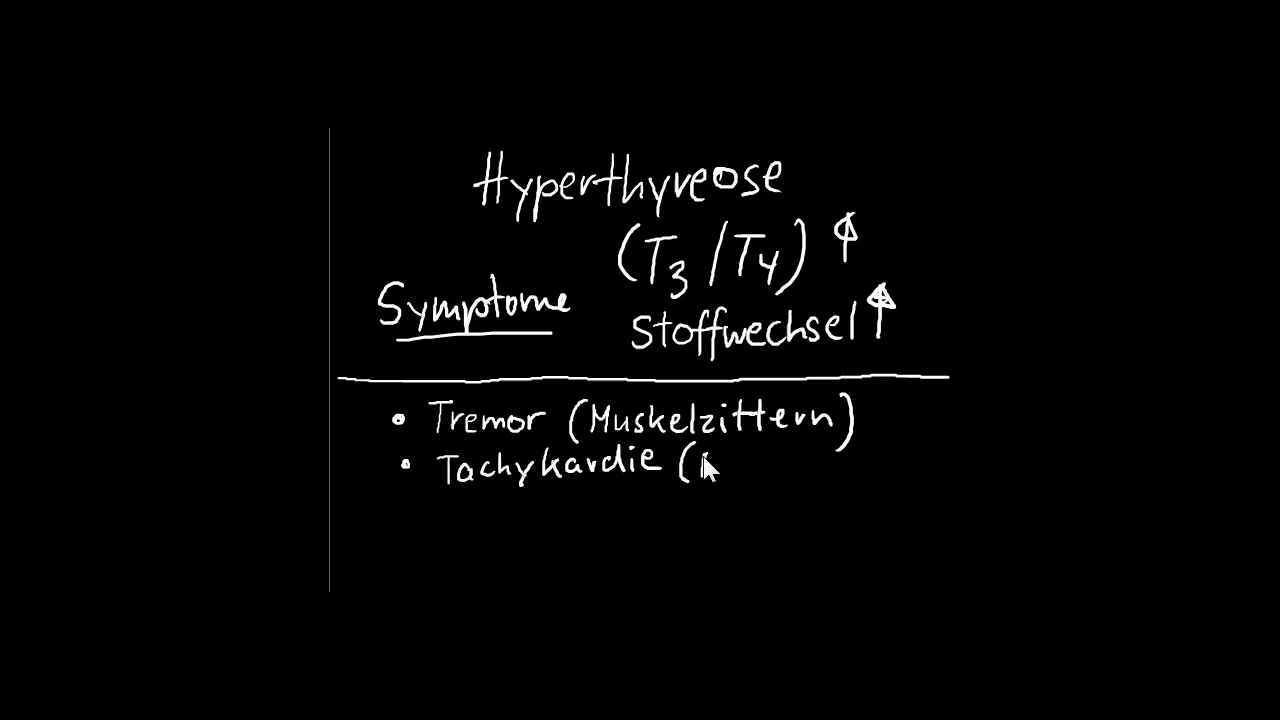 Hyperthyreose
(T3/T4) ↑
Symptome
Stoffwechsel ↑
• Tremor (Muskelzittern)
• Tachykardie (